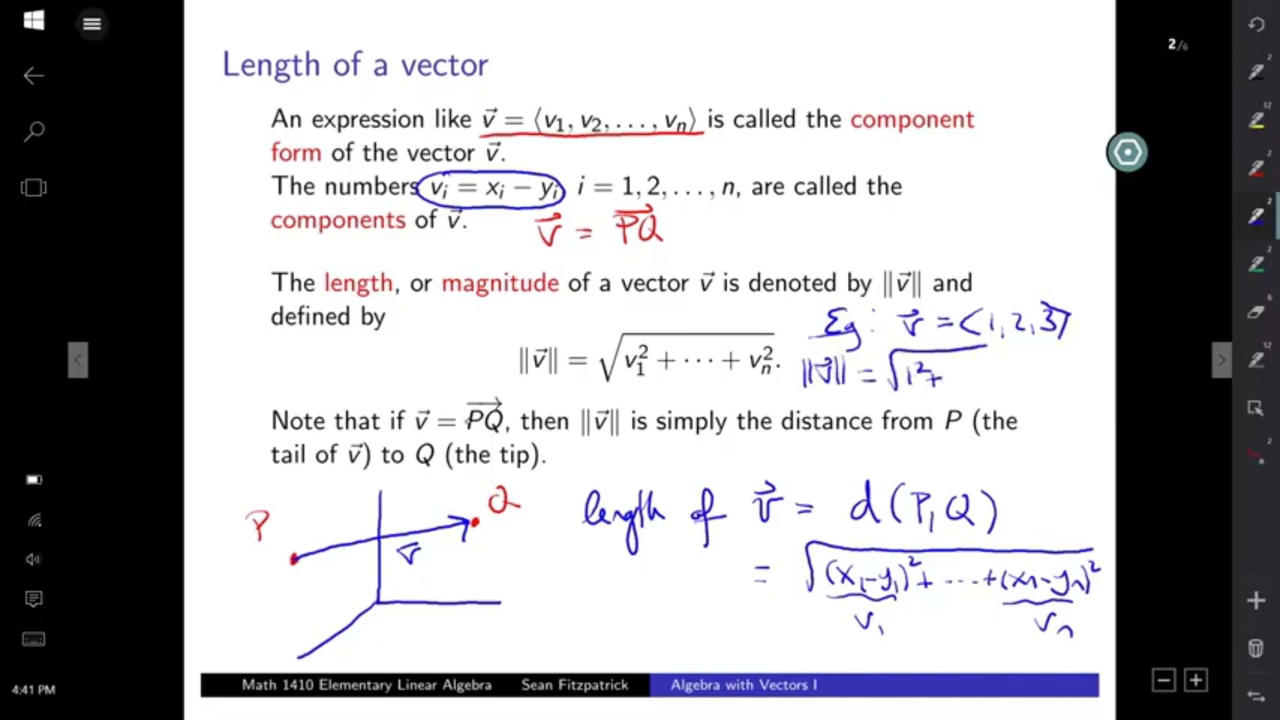 2/6
Length of a vector
An expression like v⃗ = ⟨v₁, v₂, . . . , vₙ⟩ is called the component
form of the vector v⃗.
The numbers vᵢ = xᵢ − yᵢ i = 1, 2, . . . , n, are called the
components of v⃗.
v⃗ = P͞Q⃗
The length, or magnitude of a vector v⃗ is denoted by ‖v⃗‖ and
defined by
Eg: v⃗ = ⟨1, 2, 3⟩
‖v⃗‖ = √(v₁² + · · · + vₙ²).
‖v⃗‖ = √1²+
Note that if v⃗ = PQ⃗, then ‖v⃗‖ is simply the distance from P (the
tail of v⃗) to Q (the tip).
P
Q
v⃗
length of v⃗ = d(P, Q)
= √((x₁−y₁)² + ... + (xₙ−yₙ)²)
v₁ vₙ
4:41 PM
Math 1410 Elementary Linear Algebra Sean Fitzpatrick Algebra with Vectors I